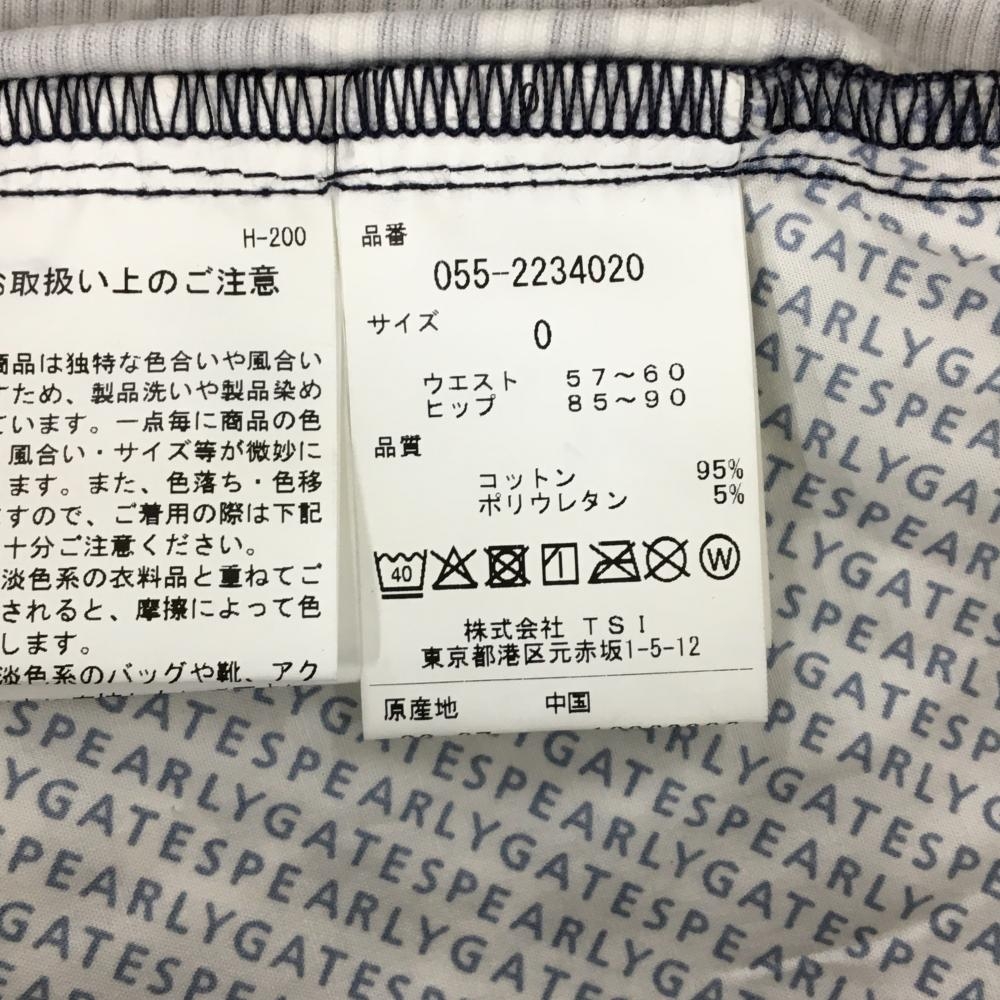 H-200
お取扱い上のご注意
商品は独特な色合いや風合い
すため、製品洗いや製品染め
ています。一点毎に商品の色
風合い・サイズ等が微妙に
ます。また、色落ち・色移
ますので、ご着用の際は下記
十分ご注意ください。
淡色系の衣料品と重ねてご
されると、摩擦によって色
します。
淡色系のバッグや靴、アク
品番
055-2234020
サイズ
0
ウエスト 57～60
ヒップ 85～90
品質
コットン 95%
ポリウレタン 5%
40
W
株式会社 TSI
東京都港区元赤坂1-5-12
原産地 中国
PEARLYGATES